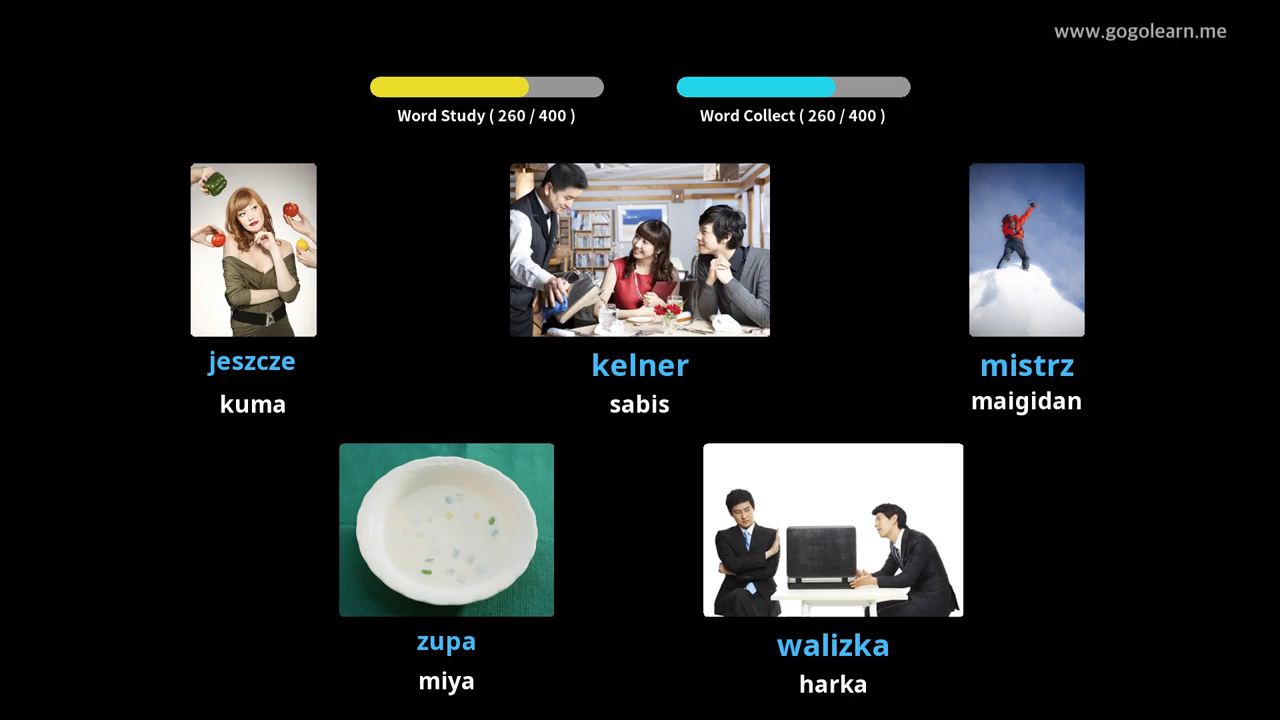 www.gogolearn.me
Word Study ( 260 / 400 )
Word Collect ( 260 / 400 )
jeszcze
kuma
kelner
sabis
mistrz
maigidan
zupa
miya
walizka
harka